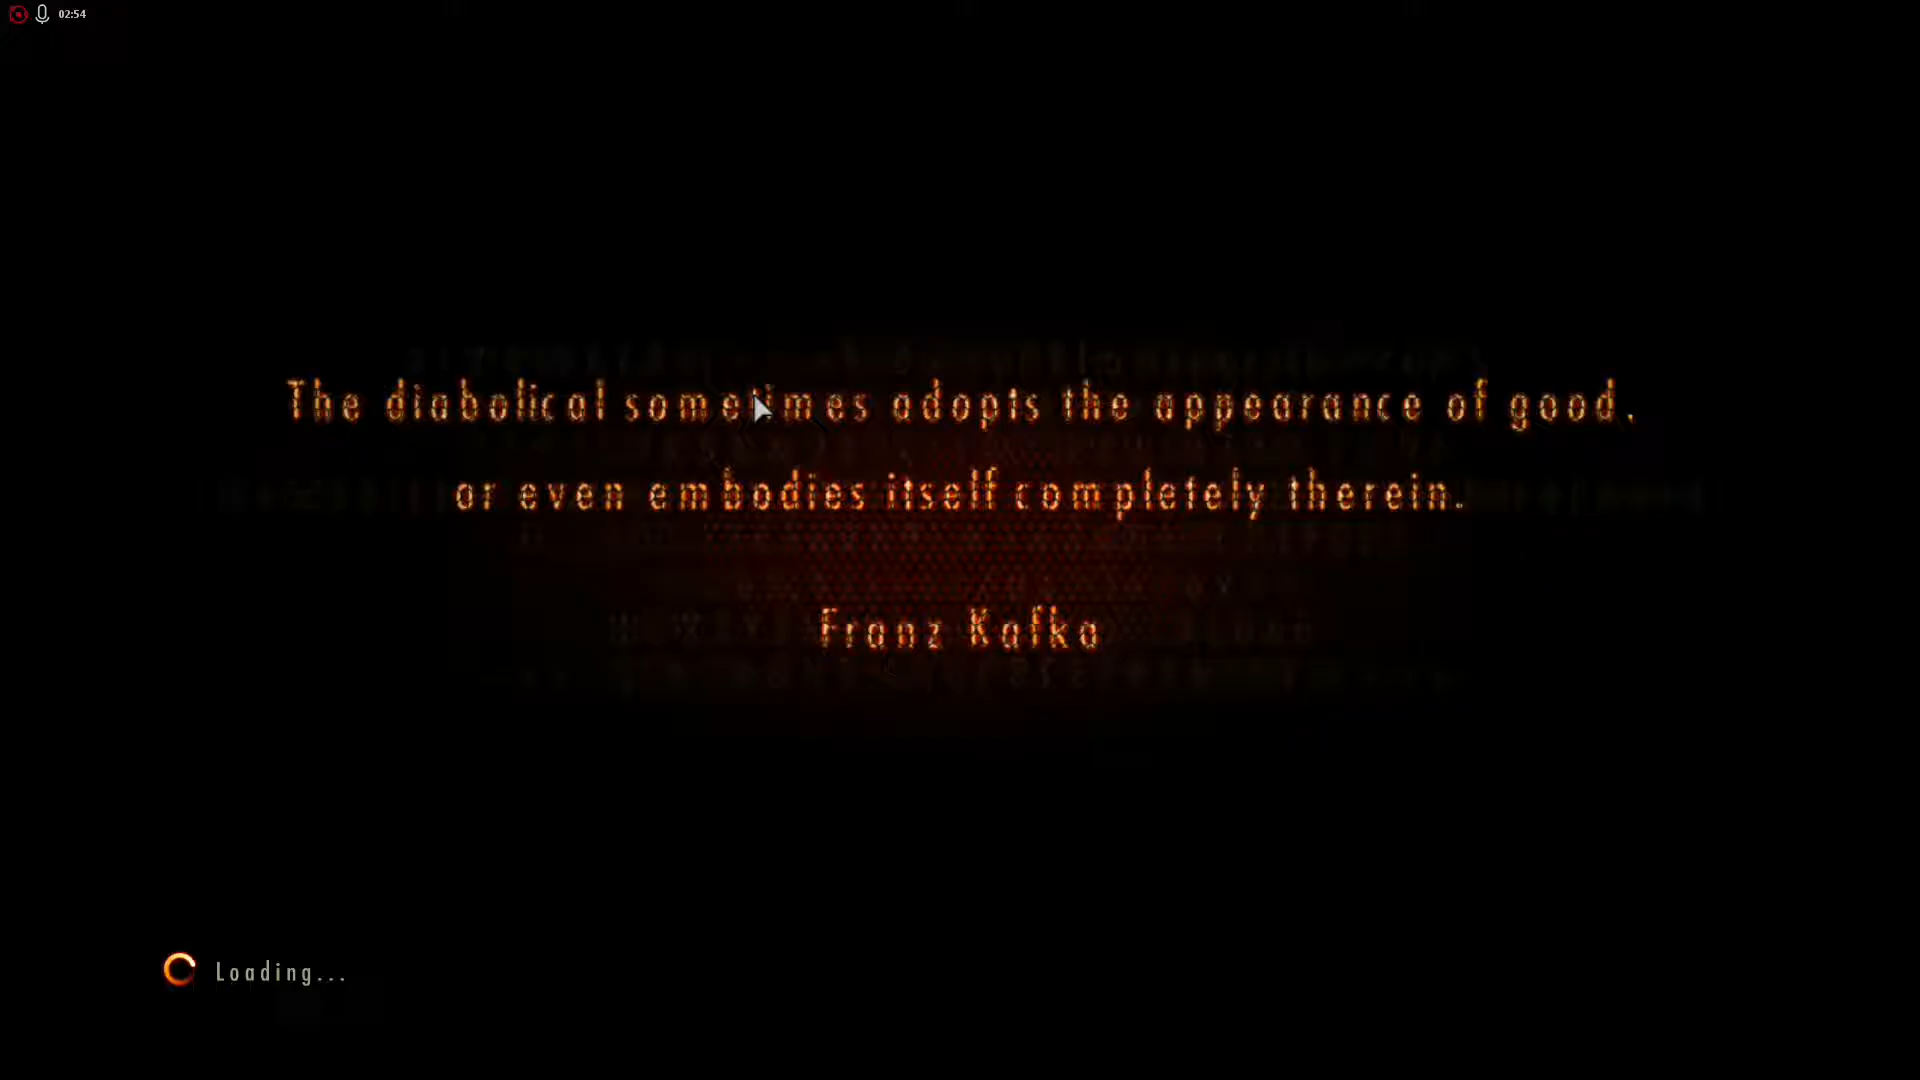 02:54
The diabolical sometimes adopts the appearance of good,
or even embodies itself completely therein.
Franz Kafka
Loading...